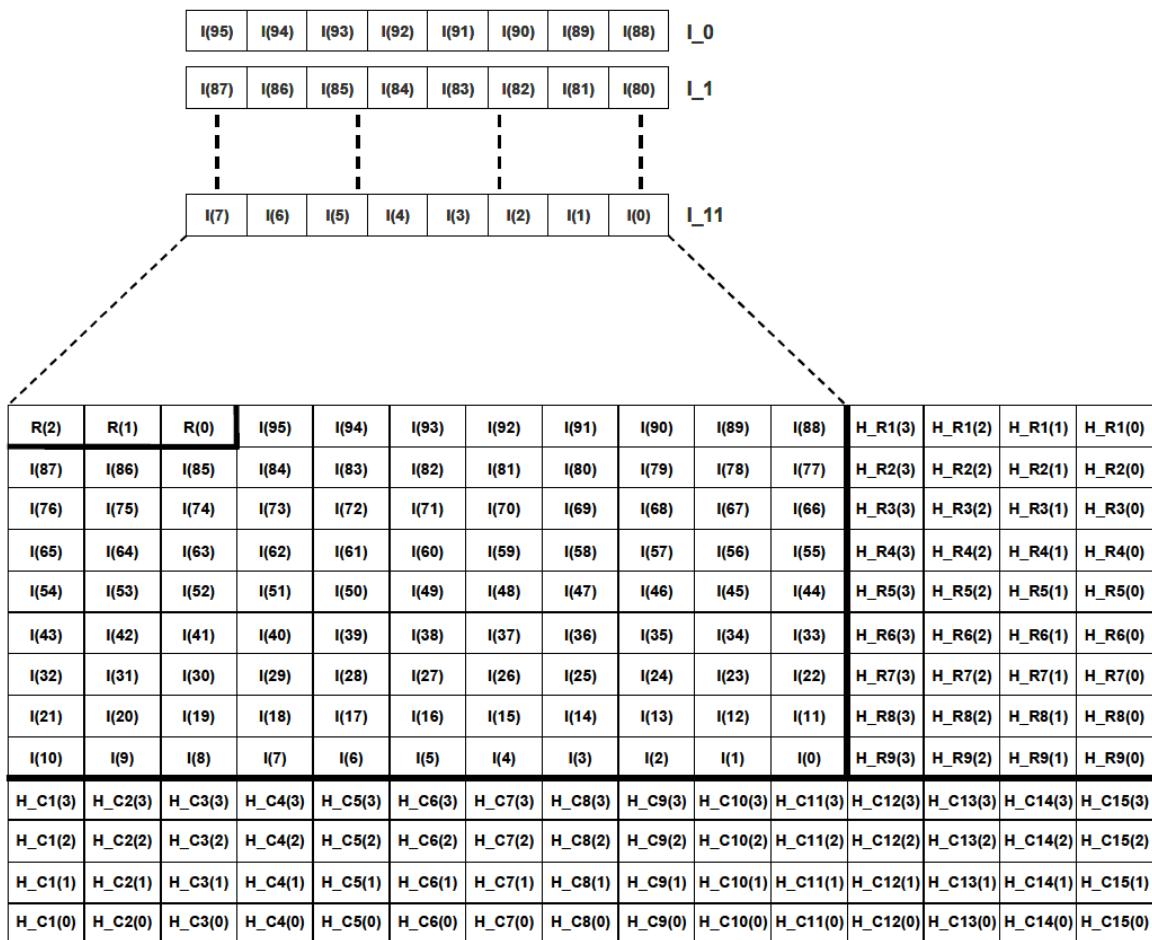 I(95) I(94) I(93) I(92) I(91) I(90) I(89) I(88) I_0
I(87) I(86) I(85) I(84) I(83) I(82) I(81) I(80) I_1
I(7) I(6) I(5) I(4) I(3) I(2) I(1) I(0) I_11
R(2) R(1) R(0) I(95) I(94) I(93) I(92) I(91) I(90) I(89) I(88) H_R1(3) H_R1(2) H_R1(1) H_R1(0)
I(87) I(86) I(85) I(84) I(83) I(82) I(81) I(80) I(79) I(78) I(77) H_R2(3) H_R2(2) H_R2(1) H_R2(0)
I(76) I(75) I(74) I(73) I(72) I(71) I(70) I(69) I(68) I(67) I(66) H_R3(3) H_R3(2) H_R3(1) H_R3(0)
I(65) I(64) I(63) I(62) I(61) I(60) I(59) I(58) I(57) I(56) I(55) H_R4(3) H_R4(2) H_R4(1) H_R4(0)
I(54) I(53) I(52) I(51) I(50) I(49) I(48) I(47) I(46) I(45) I(44) H_R5(3) H_R5(2) H_R5(1) H_R5(0)
I(43) I(42) I(41) I(40) I(39) I(38) I(37) I(36) I(35) I(34) I(33) H_R6(3) H_R6(2) H_R6(1) H_R6(0)
I(32) I(31) I(30) I(29) I(28) I(27) I(26) I(25) I(24) I(23) I(22) H_R7(3) H_R7(2) H_R7(1) H_R7(0)
I(21) I(20) I(19) I(18) I(17) I(16) I(15) I(14) I(13) I(12) I(11) H_R8(3) H_R8(2) H_R8(1) H_R8(0)
I(10) I(9) I(8) I(7) I(6) I(5) I(4) I(3) I(2) I(1) I(0) H_R9(3) H_R9(2) H_R9(1) H_R9(0)
H_C1(3) H_C2(3) H_C3(3) H_C4(3) H_C5(3) H_C6(3) H_C7(3) H_C8(3) H_C9(3) H_C10(3) H_C11(3) H_C12(3) H_C13(3) H_C14(3) H_C15(3)
H_C1(2) H_C2(2) H_C3(2) H_C4(2) H_C5(2) H_C6(2) H_C7(2) H_C8(2) H_C9(2) H_C10(2) H_C11(2) H_C12(2) H_C13(2) H_C14(2) H_C15(2)
H_C1(1) H_C2(1) H_C3(1) H_C4(1) H_C5(1) H_C6(1) H_C7(1) H_C8(1) H_C9(1) H_C10(1) H_C11(1) H_C12(1) H_C13(1) H_C14(1) H_C15(1)
H_C1(0) H_C2(0) H_C3(0) H_C4(0) H_C5(0) H_C6(0) H_C7(0) H_C8(0) H_C9(0) H_C10(0) H_C11(0) H_C12(0) H_C13(0) H_C14(0) H_C15(0)